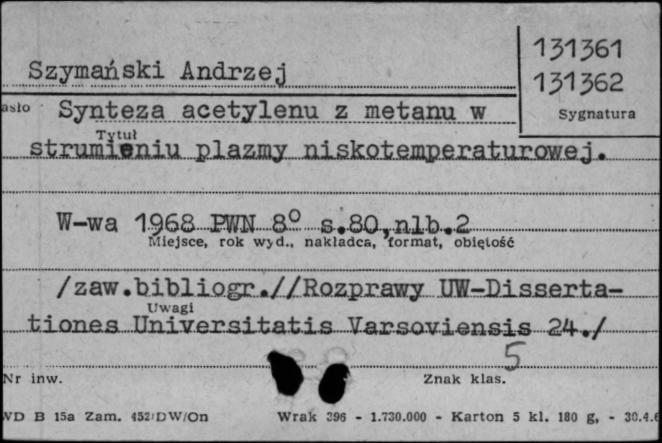 131361
Szymański Andrzej
131362
asło Synteza acetylenu z metanu w
Sygnatura
Tytuł
strumieniu plazmy niskotemperaturowej.
W-wa 1968 PWN 8° s.80,nlb.2
Miejsce, rok wyd., nakładca, format, objętość
/zaw.bibliogr.//Rozprawy UW-Disserta-
Uwagi
tiones Universitatis Varsoviensis 24./
5
Nr inw. Znak klas.
WD B 15a Zam. 452/DW/On Wrak 396 - 1.730.000 - Karton 5 kl. 180 g, - 30.4.6